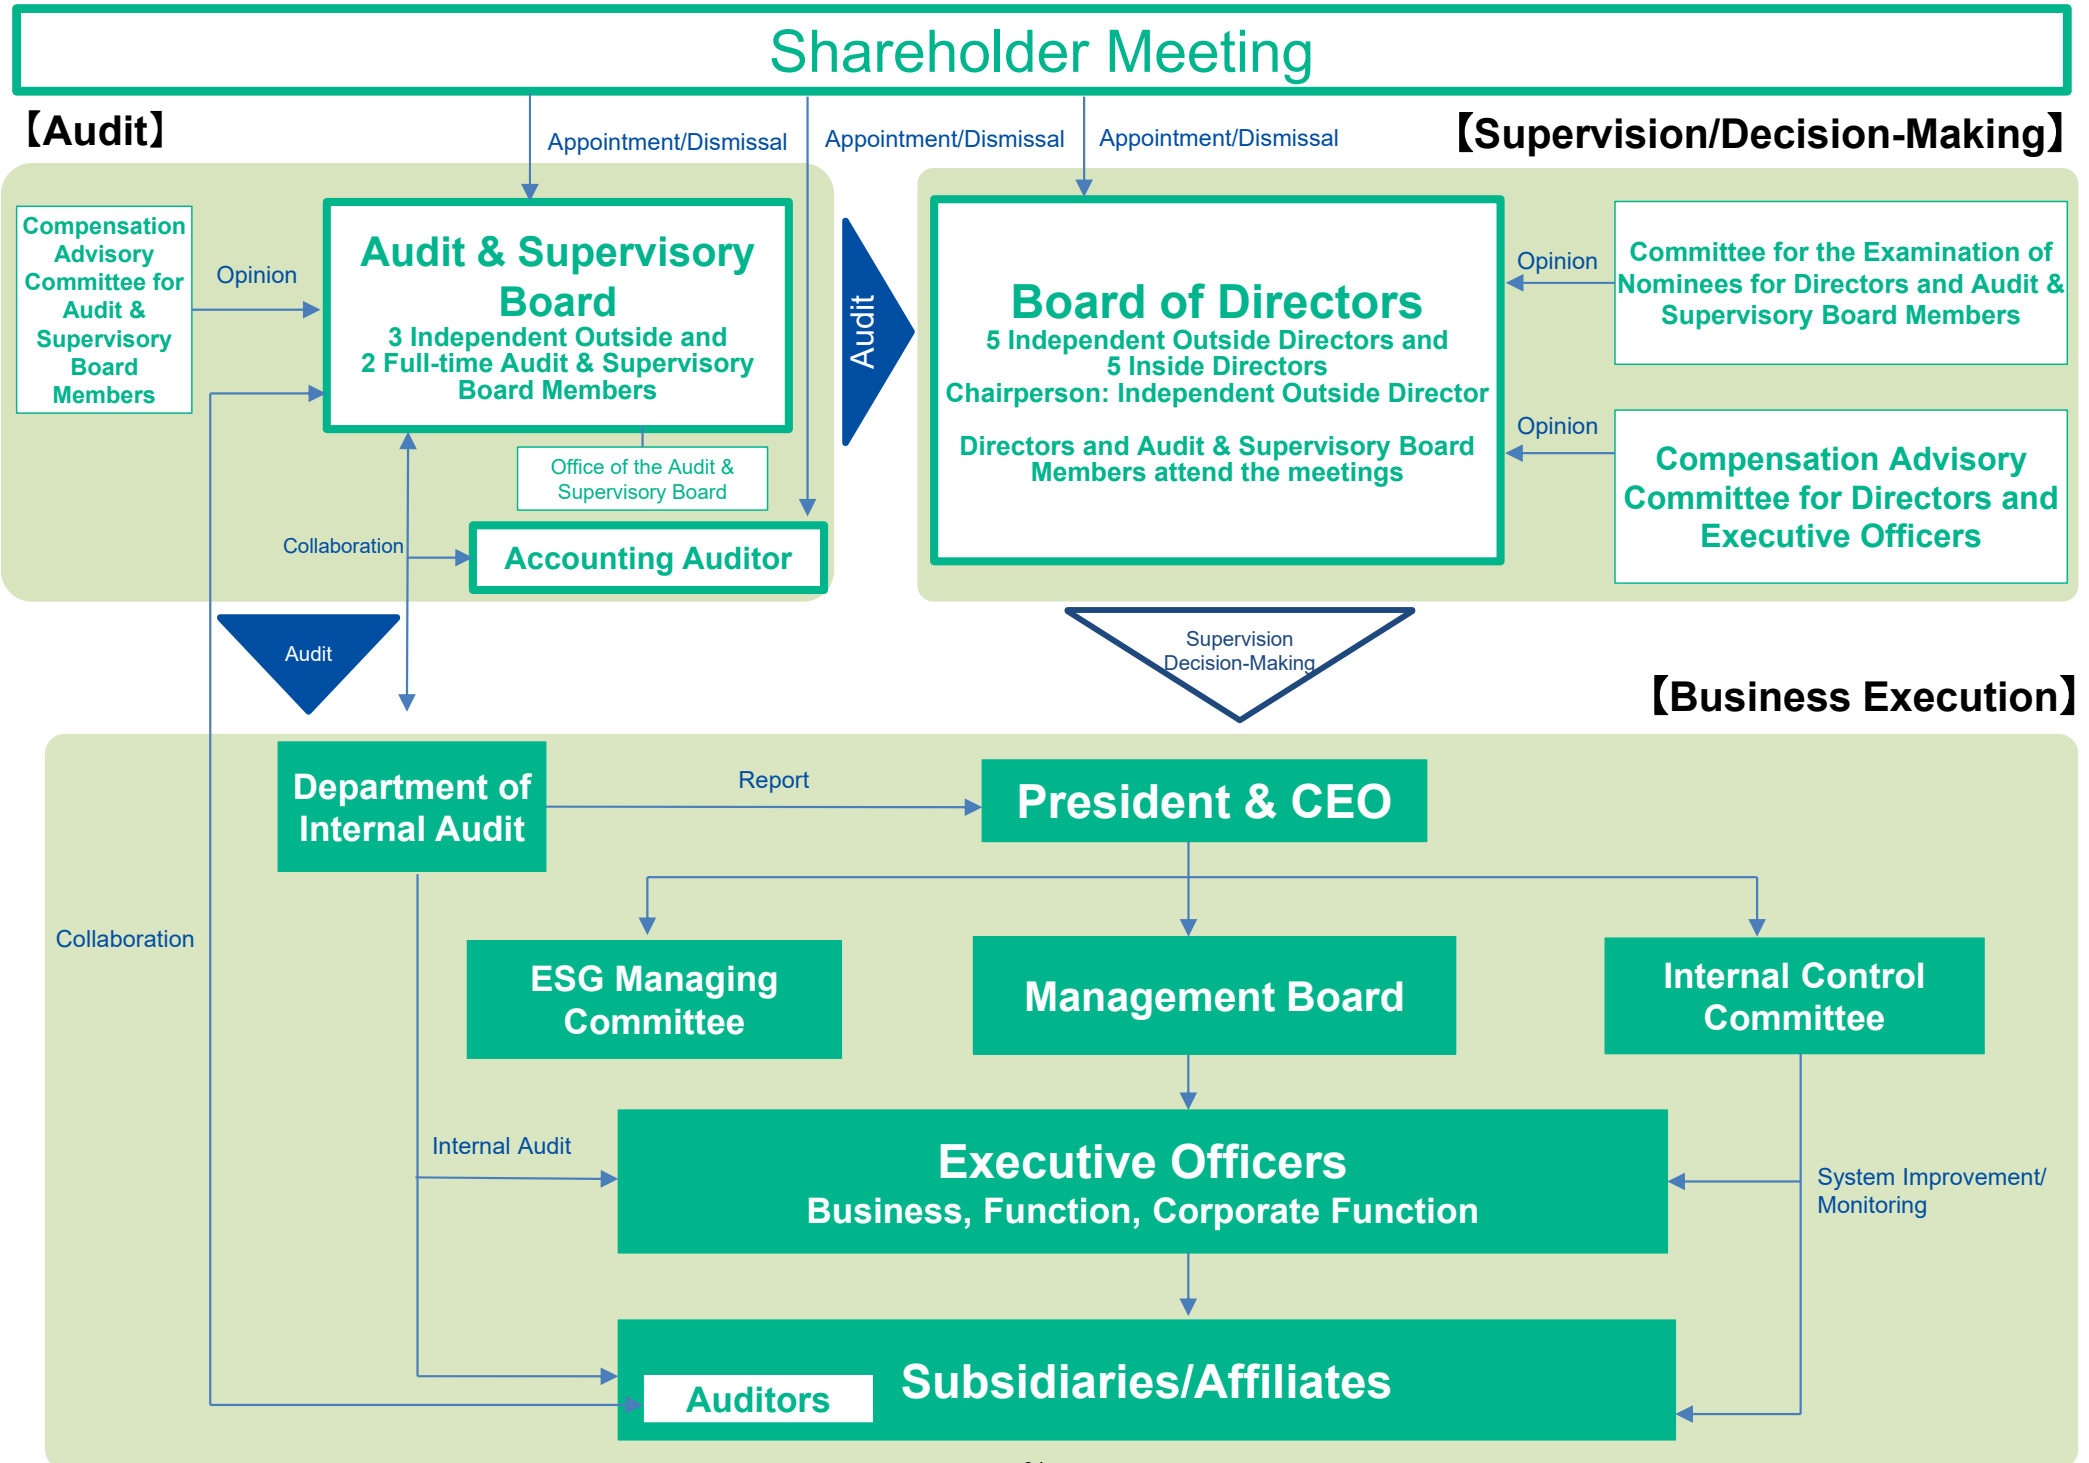 Shareholder Meeting
【Audit】
Appointment/Dismissal
Appointment/Dismissal
Appointment/Dismissal
【Supervision/Decision-Making】
Compensation
Advisory
Committee for
Audit &
Supervisory
Board
Members
Opinion
Audit & Supervisory
Board
3 Independent Outside and
2 Full-time Audit & Supervisory
Board Members
Office of the Audit &
Supervisory Board
Collaboration
Accounting Auditor
Audit
Board of Directors
5 Independent Outside Directors and
5 Inside Directors
Chairperson: Independent Outside Director
Directors and Audit & Supervisory Board
Members attend the meetings
Opinion
Committee for the Examination of
Nominees for Directors and Audit &
Supervisory Board Members
Opinion
Compensation Advisory
Committee for Directors and
Executive Officers
Audit
Supervision
Decision-Making
【Business Execution】
Department of
Internal Audit
Report
President & CEO
Collaboration
ESG Managing
Committee
Management Board
Internal Control
Committee
Internal Audit
Executive Officers
Business, Function, Corporate Function
System Improvement/
Monitoring
Auditors
Subsidiaries/Affiliates